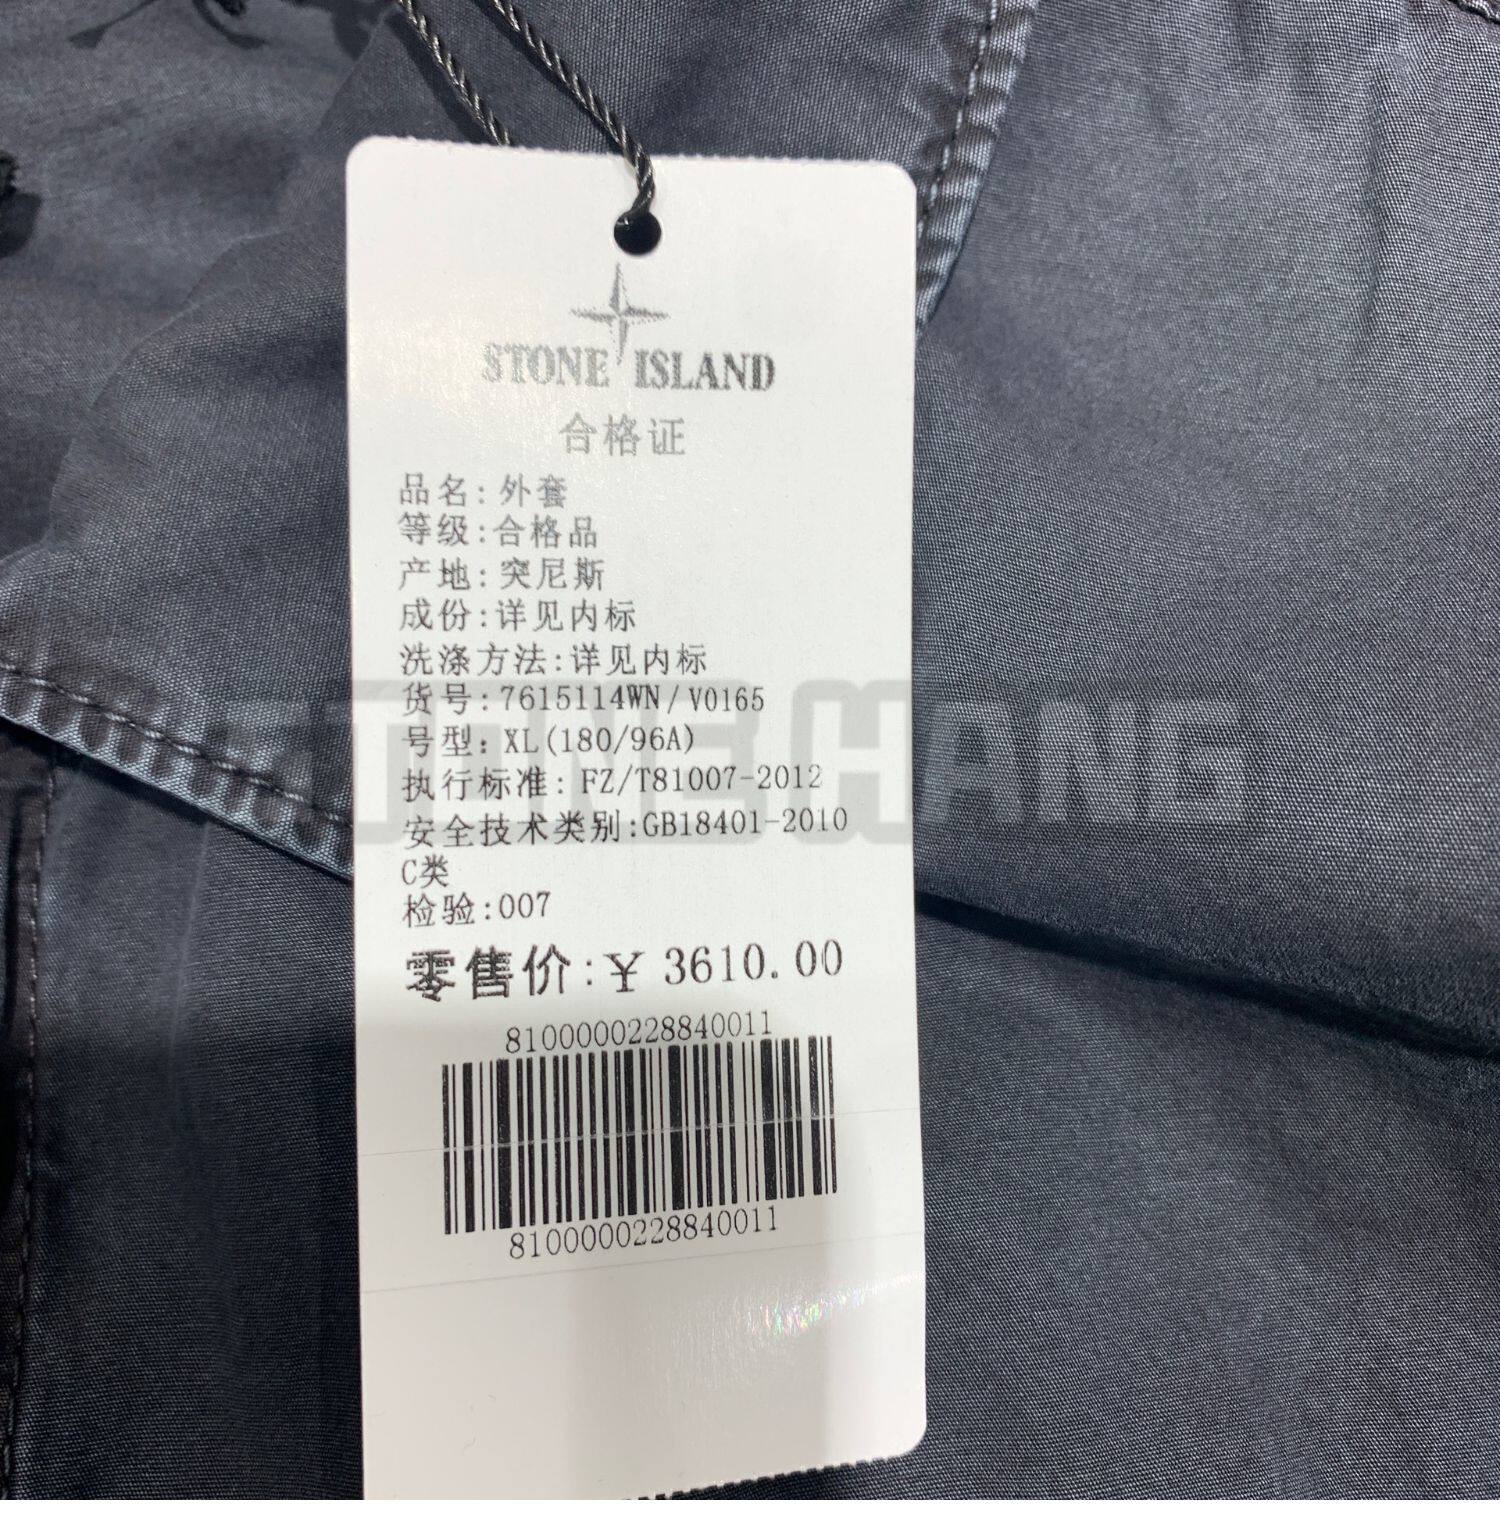 STONE ISLAND
合格证
品名: 外套
等级:合格品
产地: 突尼斯
成份:详见内标
洗涤方法:详见内标
货号:7615114WN/V0165
号型: XL(180/96A)
执行标准: FZ/T81007-2012
安全技术类别:GB18401-2010
C类
检验:007
零售价:¥ 3610.00
8100000228840011
8100000228840011